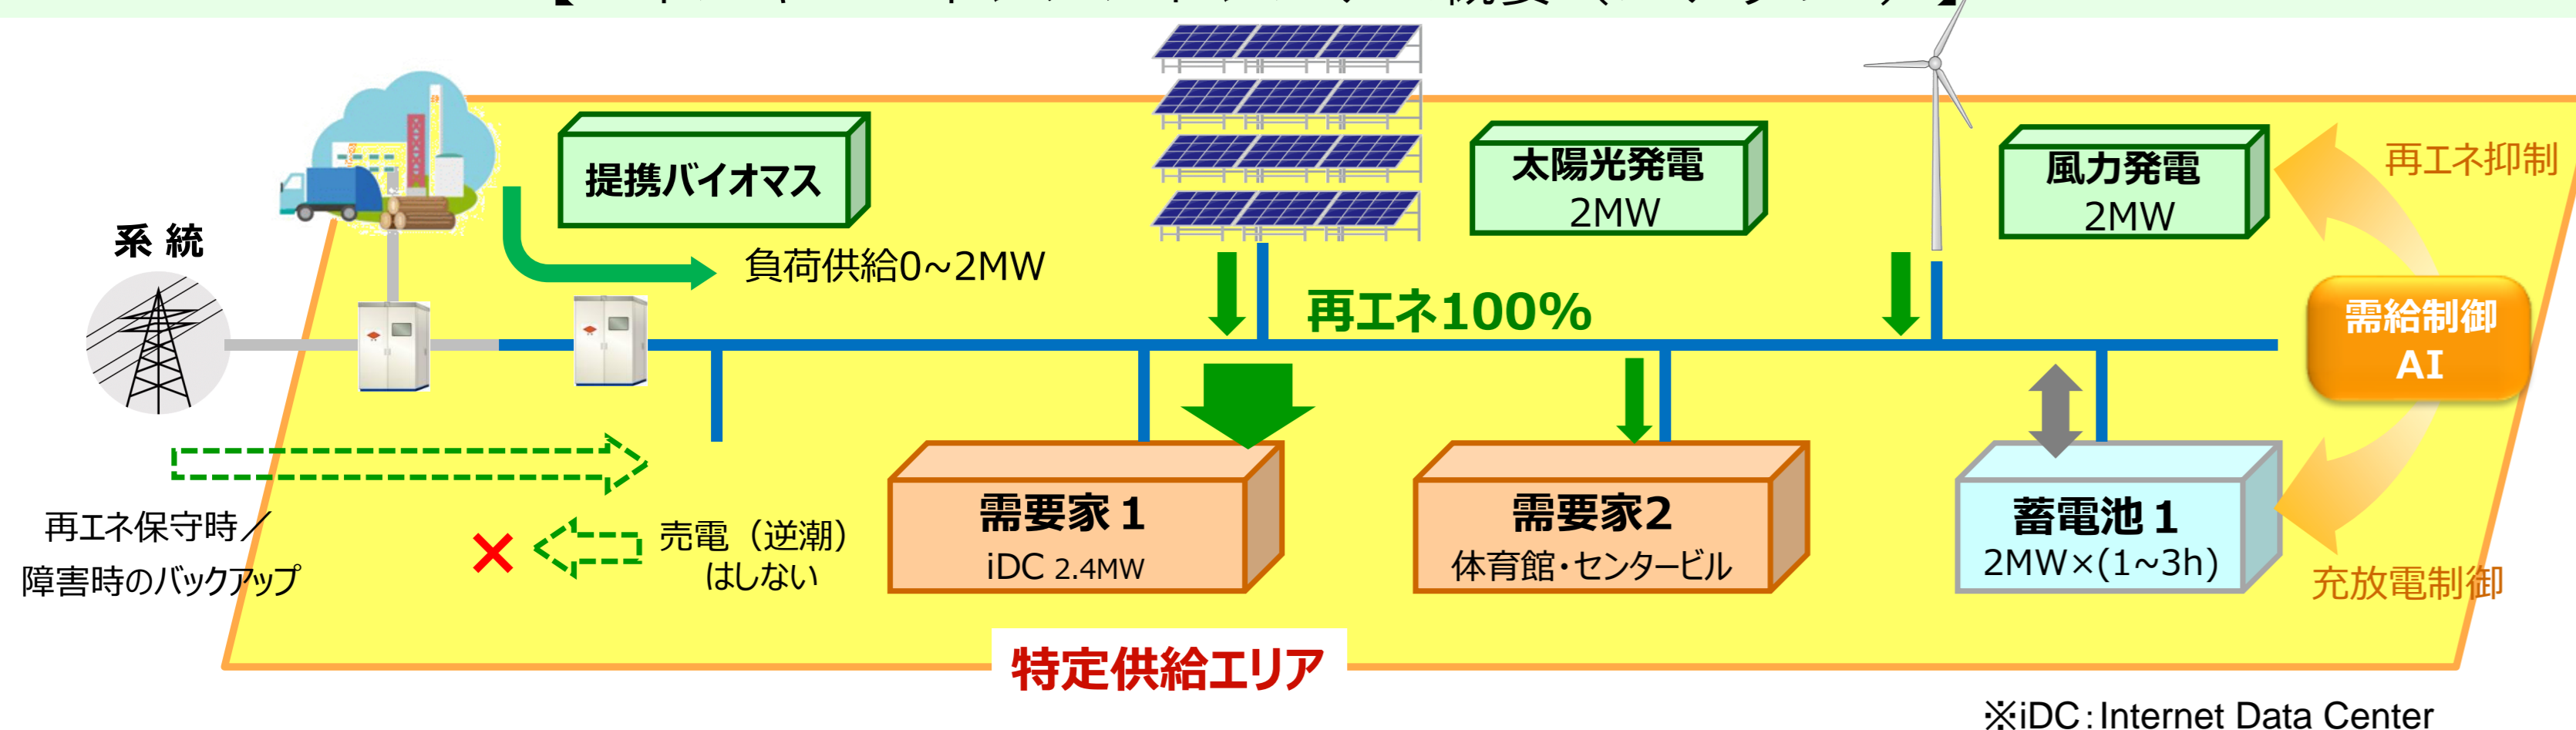 提携バイオマス
太陽光発電
2MW
風力発電
2MW
再エネ抑制
系統
負荷供給0~2MW
再エネ100%
需給制御
AI
再エネ保守時／
障害時のバックアップ
×
売電（逆潮）
はしない
需要家１
iDC 2.4MW
需要家2
体育館・センタービル
蓄電池１
2MW×(1~3h)
充放電制御
特定供給エリア
※iDC：Internet Data Center